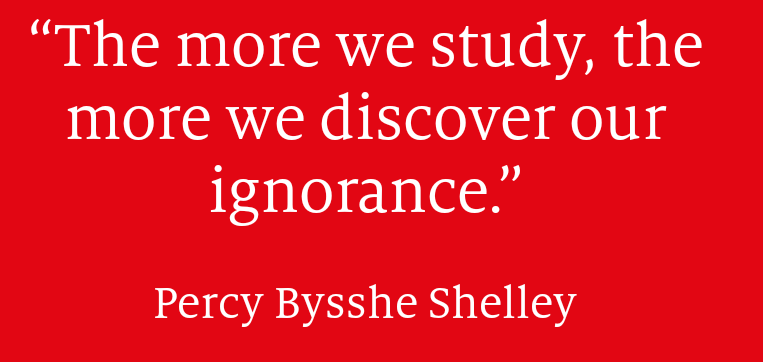 “The more we study, the
more we discover our
ignorance.”
Percy Bysshe Shelley